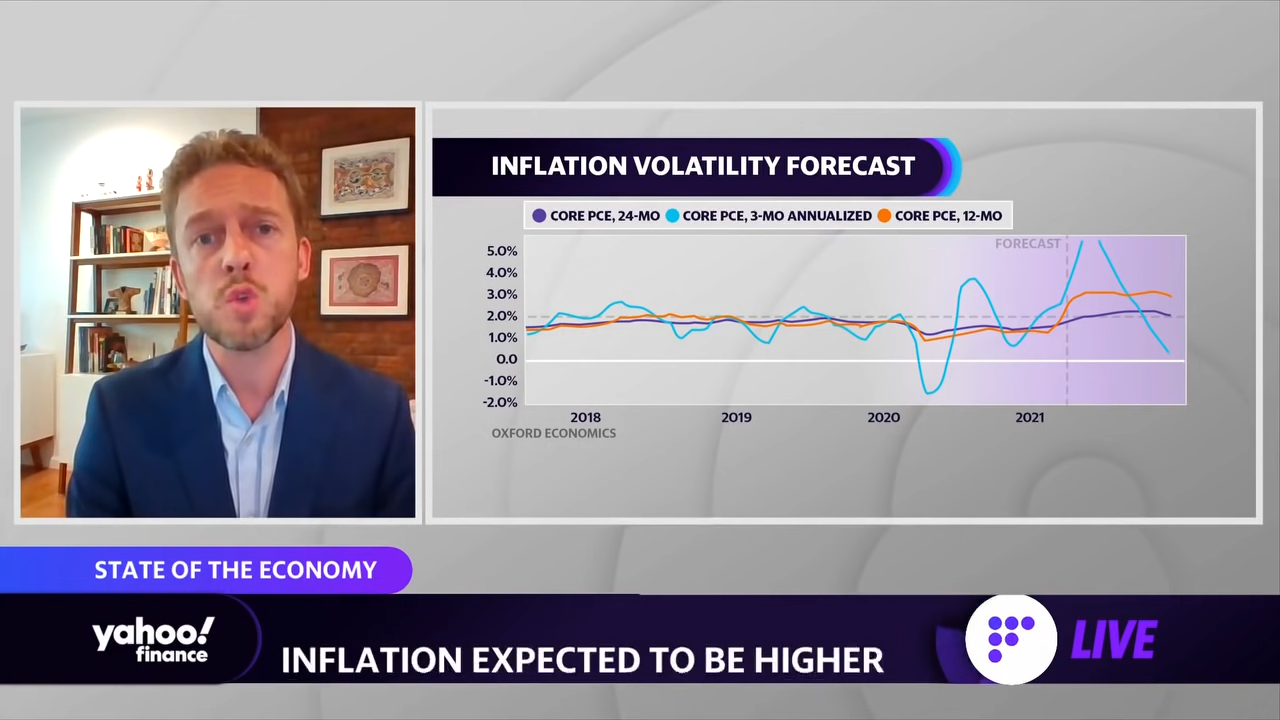 INFLATION VOLATILITY FORECAST
CORE PCE, 24-MO CORE PCE, 3-MO ANNUALIZED CORE PCE, 12-MO
FORECAST
5.0%
4.0%
3.0%
2.0%
1.0%
0.0
-1.0%
-2.0%
2018 2019 2020 2021
OXFORD ECONOMICS
STATE OF THE ECONOMY
yahoo!
finance
INFLATION EXPECTED TO BE HIGHER
LIVE